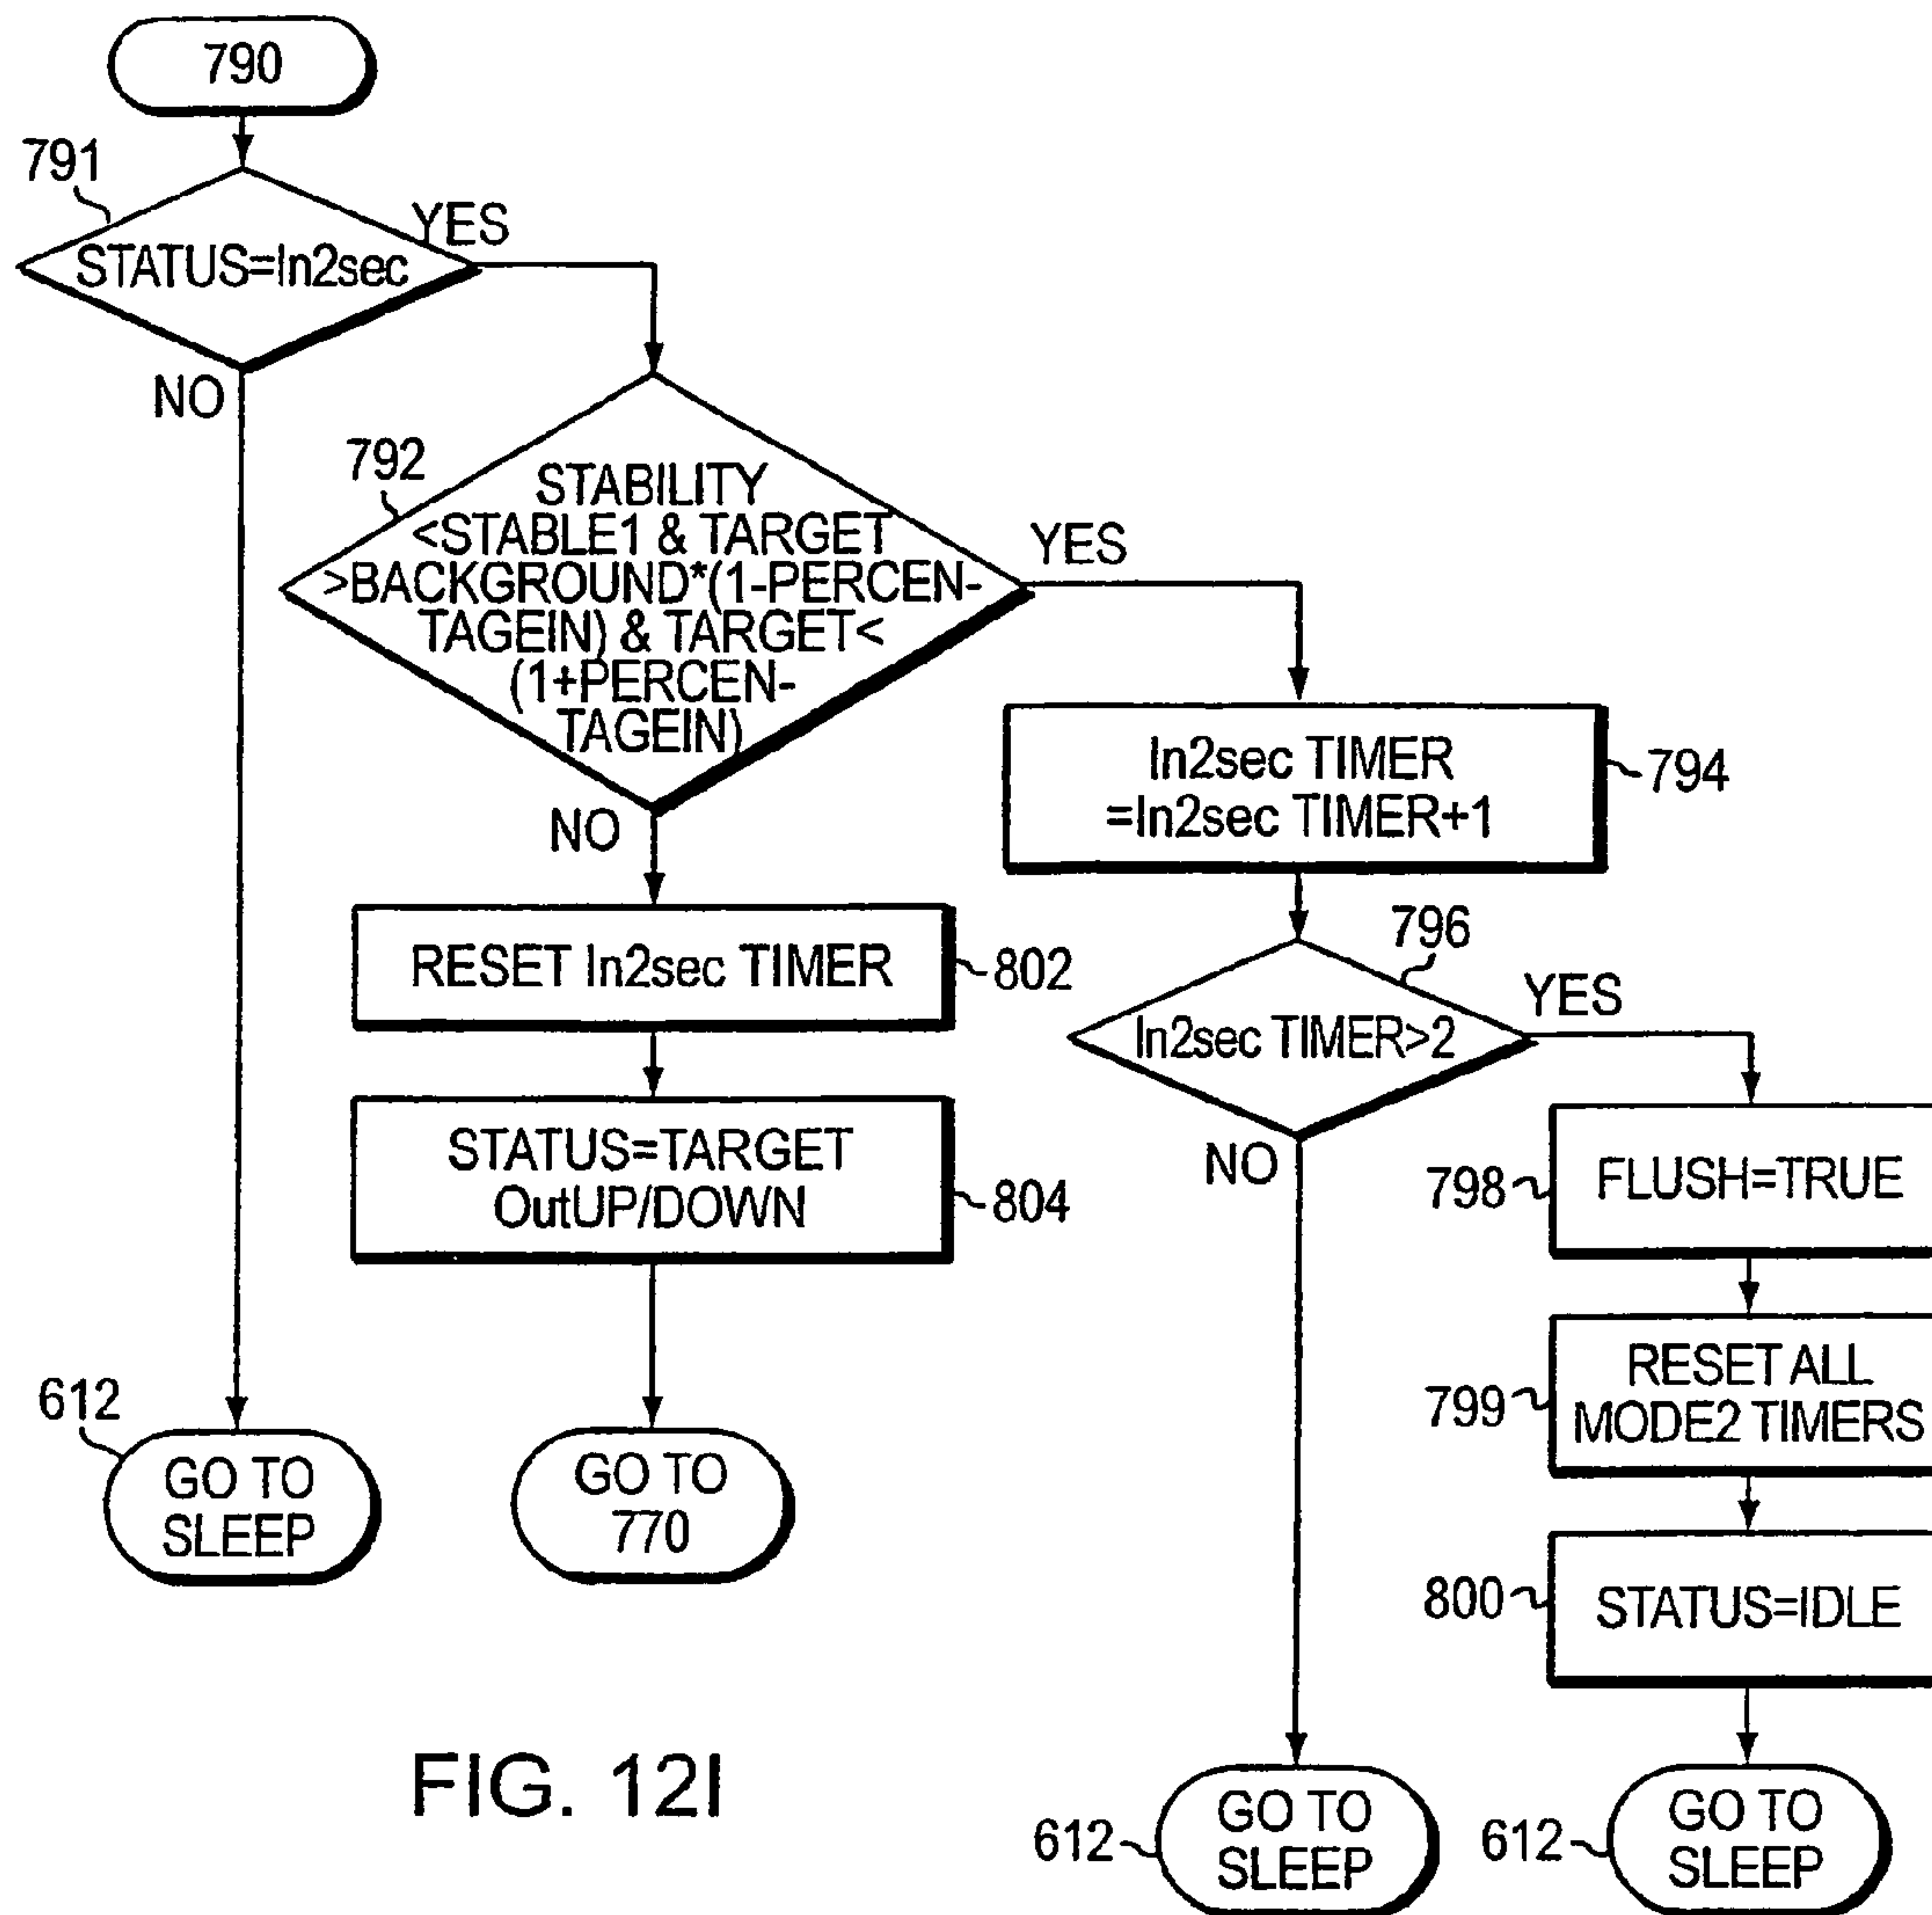 790
791
STATUS=In2sec
YES
NO
792
STABILITY
<STABLE1 & TARGET
>BACKGROUND*(1-PERCEN-
TAGEIN) & TARGET<
(1+PERCEN-
TAGEIN)
YES
NO
In2sec TIMER
=In2sec TIMER+1
794
RESET In2sec TIMER
802
796
In2sec TIMER>2
YES
NO
STATUS=TARGET
OutUP/DOWN
804
798
FLUSH=TRUE
799
RESET ALL
MODE2 TIMERS
612
GO TO
SLEEP
GO TO
770
800
STATUS=IDLE
FIG. 12I
612
GO TO
SLEEP
612
GO TO
SLEEP